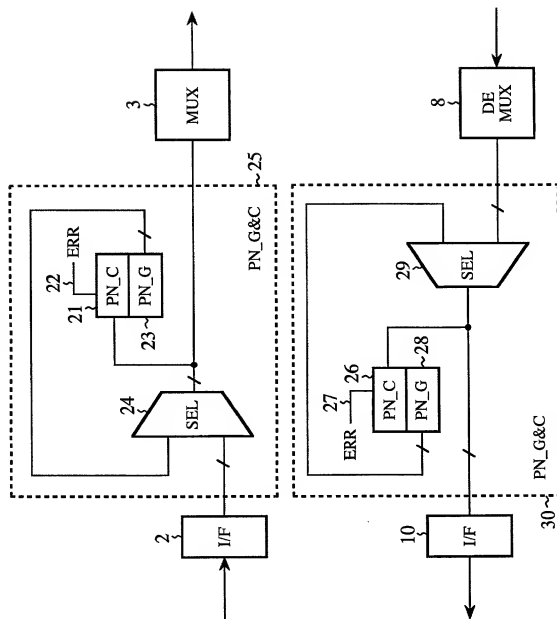 2
I/F
24
SEL
21
22
ERR
PN_C
PN_G
23
25
PN_G&C
3
MUX
10
I/F
30
ERR
27
26
PN_C
PN_G
28
29
SEL
PN_G&C
8
DE
MUX